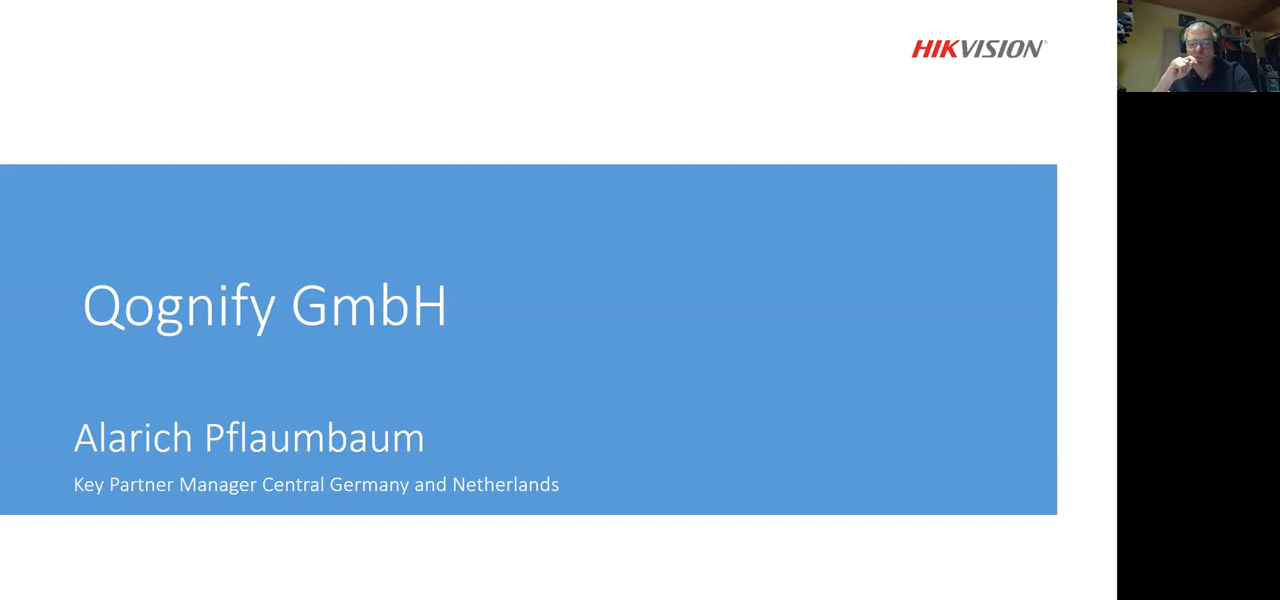 HIKVISION®
Qognify GmbH
Alarich Pflaumbaum
Key Partner Manager Central Germany and Netherlands